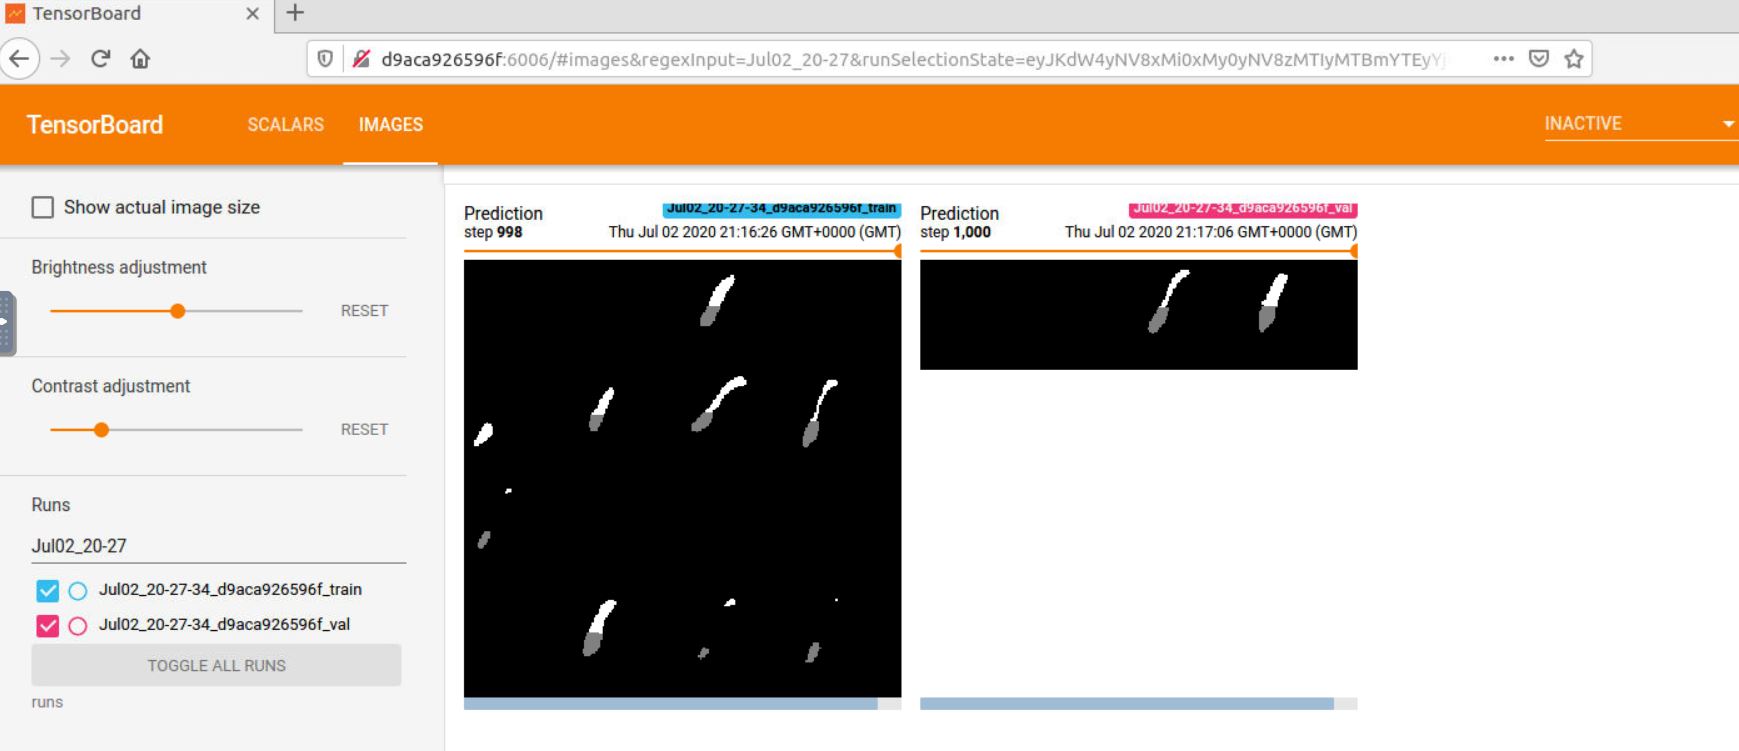 TensorBoard
d9aca926596f:6006/#images&regexInput=Jul02_20-27&runSelectionState=eyJKdW4yNV8xMi0xMy0yNV8zMTIyMTBmYTEyYj
TensorBoard SCALARS IMAGES INACTIVE
Show actual image size
Brightness adjustment
RESET
Contrast adjustment
RESET
Runs
Jul02_20-27
Jul02_20-27-34_d9aca926596f_train
Jul02_20-27-34_d9aca926596f_val
TOGGLE ALL RUNS
runs
Prediction Jul02_20-27-34_d9aca926596f_train
step 998 Thu Jul 02 2020 21:16:26 GMT+0000 (GMT)
Prediction Jul02_20-27-34_d9aca926596f_val
step 1,000 Thu Jul 02 2020 21:17:06 GMT+0000 (GMT)